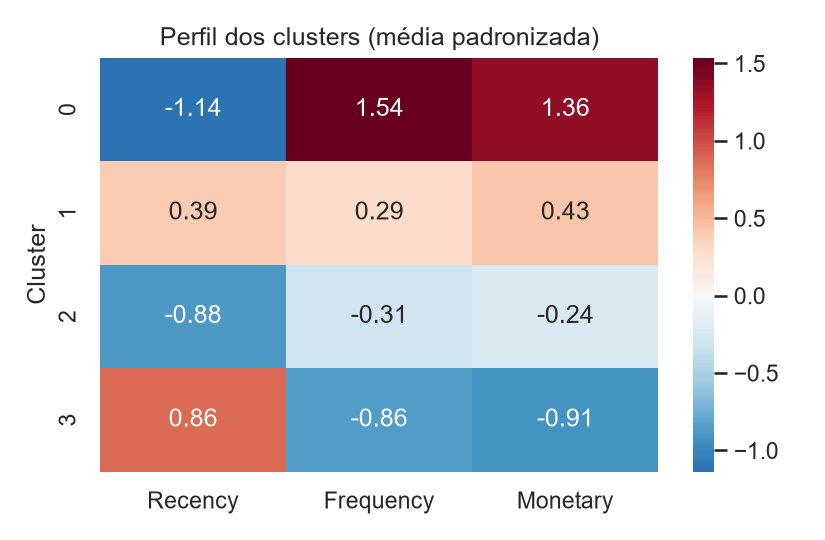 Perfil dos clusters (média padronizada)
Cluster
0 -1.14 1.54 1.36
1 0.39 0.29 0.43
2 -0.88 -0.31 -0.24
3 0.86 -0.86 -0.91
Recency Frequency Monetary
1.5
1.0
0.5
0.0
−0.5
−1.0